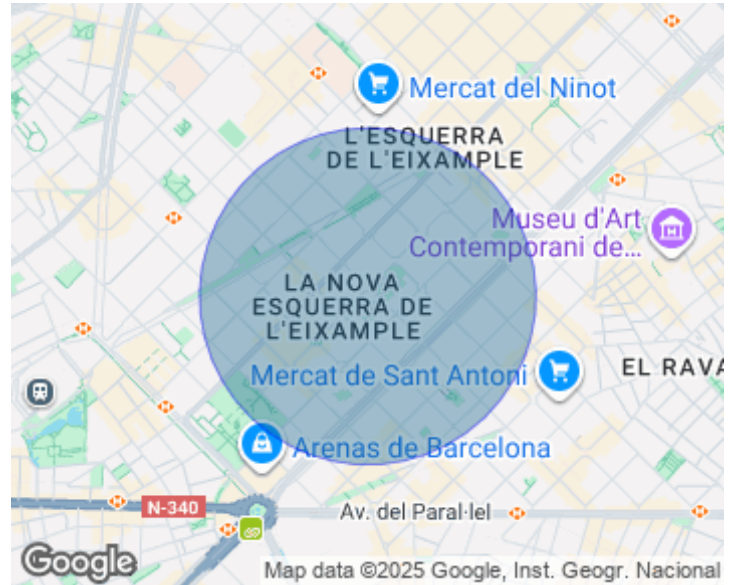 Mercat del Ninot
L'ESQUERRA
DE L'EIXAMPLE
Museu d'Art
Contemporani de...
LA NOVA
ESQUERRA DE
L'EIXAMPLE
Mercat de Sant Antoni
EL RAVA
Arenas de Barcelona
N-340
Av. del Paral·lel
Google
Map data ©2025 Google, Inst. Geogr. Nacional